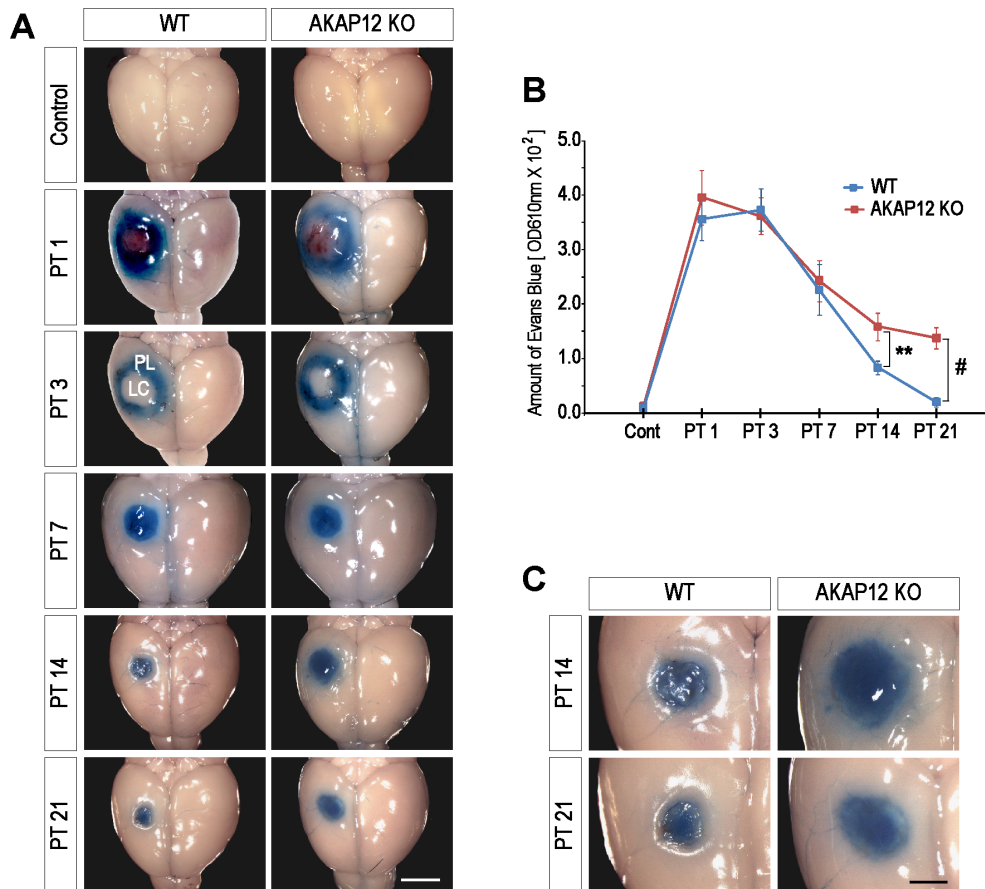 A
WT
AKAP12 KO
Control
PT 1
PT 3
PL
LC
PT 7
PT 14
PT 21
B
Amount of Evans Blue [ OD610nm X 10²]
5.0
4.0
3.0
2.0
1.0
0.0
WT
AKAP12 KO
**
#
Cont PT 1 PT 3 PT 7 PT 14 PT 21
C
WT
AKAP12 KO
PT 14
PT 21